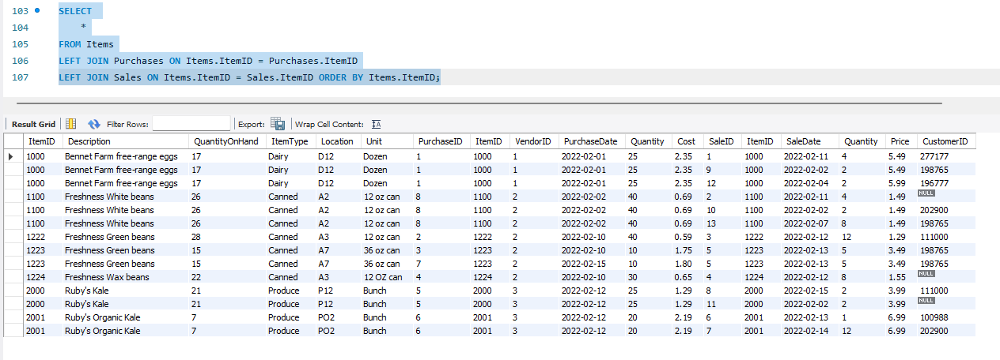 103 SELECT
104 *
105 FROM Items
106 LEFT JOIN Purchases ON Items.ItemID = Purchases.ItemID
107 LEFT JOIN Sales ON Items.ItemID = Sales.ItemID ORDER BY Items.ItemID;
Result Grid Filter Rows: Export: Wrap Cell Content:
ItemID Description QuantityOnHand ItemType Location Unit PurchaseID ItemID VendorID PurchaseDate Quantity Cost SaleID ItemID SaleDate Quantity Price CustomerID
1000 Bennet Farm free-range eggs 17 Dairy D12 Dozen 1 1000 1 2022-02-01 25 2.35 1 1000 2022-02-11 4 5.49 277177
1000 Bennet Farm free-range eggs 17 Dairy D12 Dozen 1 1000 1 2022-02-01 25 2.35 9 1000 2022-02-02 2 5.49 198765
1000 Bennet Farm free-range eggs 17 Dairy D12 Dozen 1 1000 1 2022-02-01 25 2.35 12 1000 2022-02-04 2 5.99 196777
1100 Freshness White beans 26 Canned A2 12 oz can 8 1100 2 2022-02-02 40 0.69 2 1100 2022-02-11 4 1.49 NULL
1100 Freshness White beans 26 Canned A2 12 oz can 8 1100 2 2022-02-02 40 0.69 10 1100 2022-02-02 2 1.49 202900
1100 Freshness White beans 26 Canned A2 12 oz can 8 1100 2 2022-02-02 40 0.69 13 1100 2022-02-07 8 1.49 198765
1222 Freshness Green beans 28 Canned A3 12 oz can 2 1222 2 2022-02-10 40 0.59 3 1222 2022-02-12 12 1.29 111000
1223 Freshness Green beans 15 Canned A7 36 oz can 3 1223 2 2022-02-10 10 1.75 5 1223 2022-02-13 5 3.49 198765
1223 Freshness Green beans 15 Canned A7 36 oz can 7 1223 2 2022-02-15 10 1.80 5 1223 2022-02-13 5 3.49 198765
1224 Freshness Wax beans 22 Canned A3 12 OZ can 4 1224 2 2022-02-10 30 0.65 4 1224 2022-02-12 8 1.55 NULL
2000 Ruby's Kale 21 Produce P12 Bunch 5 2000 3 2022-02-12 25 1.29 8 2000 2022-02-15 2 3.99 111000
2000 Ruby's Kale 21 Produce P12 Bunch 5 2000 3 2022-02-12 25 1.29 11 2000 2022-02-02 2 3.99 NULL
2001 Ruby's Organic Kale 7 Produce PO2 Bunch 6 2001 3 2022-02-12 20 2.19 6 2001 2022-02-13 1 6.99 100988
2001 Ruby's Organic Kale 7 Produce PO2 Bunch 6 2001 3 2022-02-12 20 2.19 7 2001 2022-02-14 12 6.99 202900